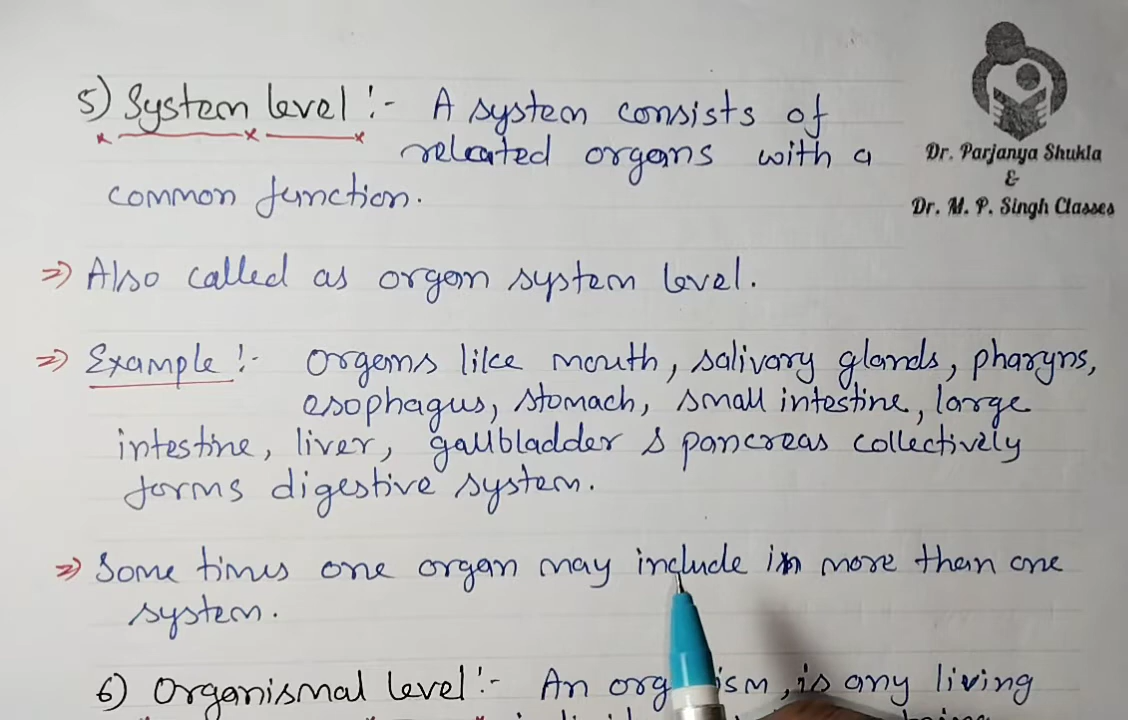 5) System level :- A system consists of
related organs with a
common function.
=> Also called as organ system level.
=> Example :- Organs like mouth, salivary glands, pharyns,
esophagus, stomach, small intestine, large
intestine, liver, gallbladder & pancreas collectively
forms digestive system.
=> Some times one organ may include in more than one
system.
6) Organismal level :- An org ism, is any living
Dr. Parjanya Shukla
&
Dr. M. P. Singh Classes